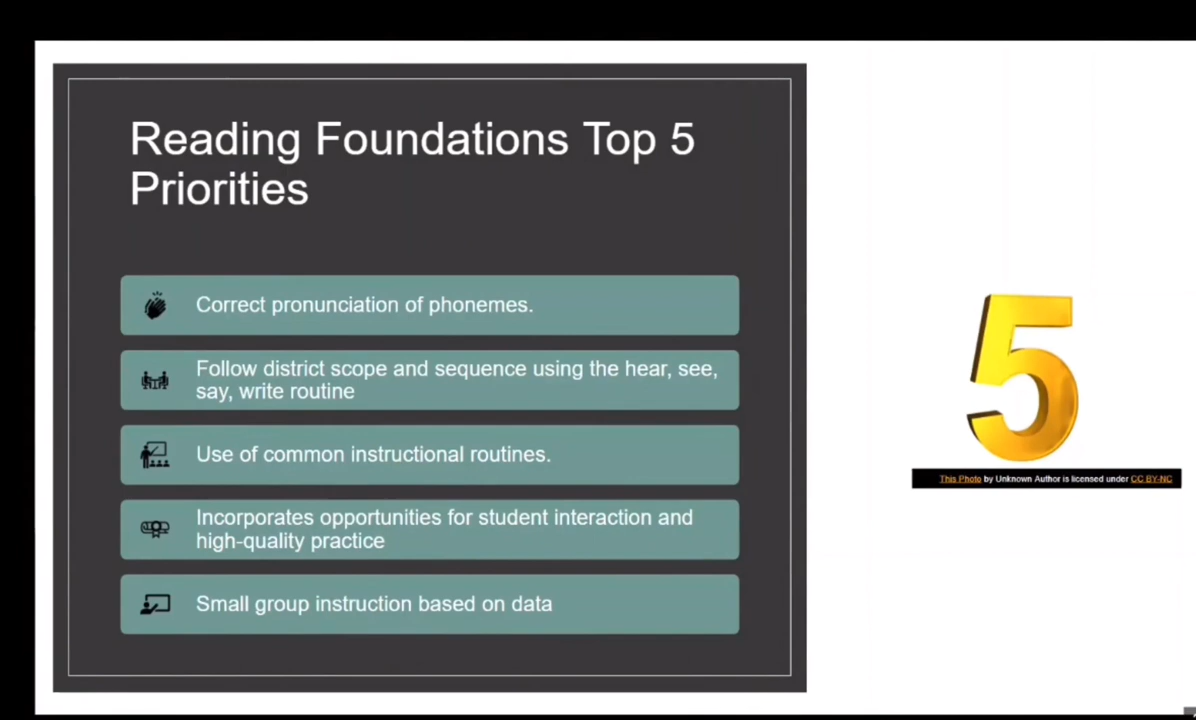 Reading Foundations Top 5
Priorities
Correct pronunciation of phonemes.
Follow district scope and sequence using the hear, see,
say, write routine
Use of common instructional routines.
Incorporates opportunities for student interaction and
high-quality practice
Small group instruction based on data
5
This Photo by Unknown Author is licensed under CC BY-NC